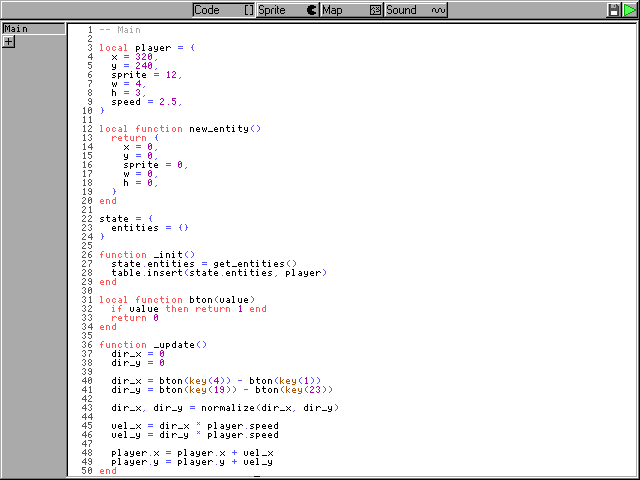 Code [] Sprite Map Sound
Main
+
1 -- Main
2
3 local player = {
4   x = 320,
5   y = 240,
6   sprite = 12,
7   w = 4,
8   h = 3,
9   speed = 2.5,
10 }
11
12 local function new_entity()
13   return {
14     x = 0,
15     y = 0,
16     sprite = 0,
17     w = 0,
18     h = 0,
19   }
20 end
21
22 state = {
23   entities = {}
24 }
25
26 function _init()
27   state.entities = get_entities()
28   table.insert(state.entities, player)
29 end
30
31 local function bton(value)
32   if value then return 1 end
33   return 0
34 end
35
36 function _update()
37   dir_x = 0
38   dir_y = 0
39
40   dir_x = bton(key(4)) - bton(key(1))
41   dir_y = bton(key(19)) - bton(key(23))
42
43   dir_x, dir_y = normalize(dir_x, dir_y)
44
45   vel_x = dir_x * player.speed
46   vel_y = dir_y * player.speed
47
48   player.x = player.x + vel_x
49   player.y = player.y + vel_y
50 end